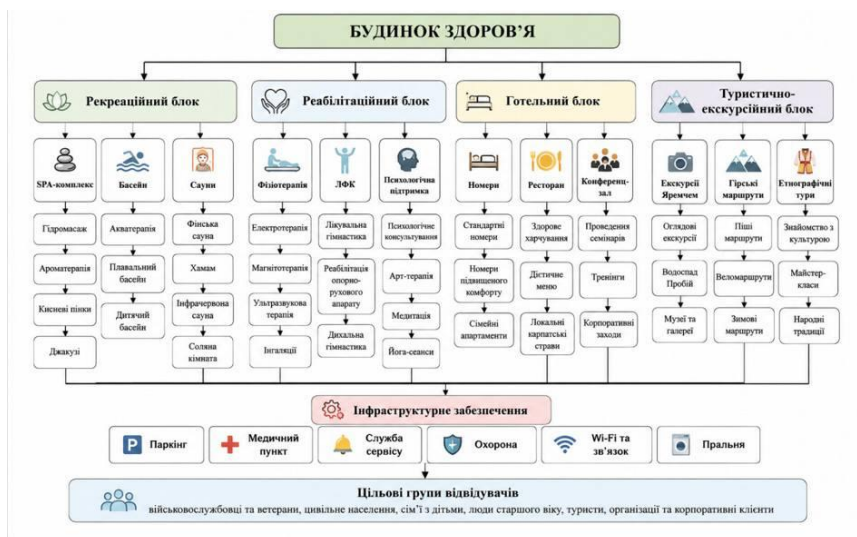 БУДИНОК ЗДОРОВ'Я
Рекреаційний блок
Реабілітаційний блок
Готельний блок
Туристично-
екскурсійний блок
SPA-комплекс
Басейн
Сауни
Фізіотерапія
ЛФК
Психологічна
підтримка
Номери
Ресторан
Конференц-
зал
Екскурсії
Яремчем
Гірські
маршрути
Етнографічні
тури
Гідромасаж
Ароматерапія
Кисневі пінки
Джакузі
Акватерапія
Плавальний
басейн
Дитячий
басейн
Фінська
сауна
Хамам
Інфрачервона
сауна
Соляна
кімната
Електротерапія
Магнітотерапія
Ультразвукова
терапія
Інгаляції
Лікувальна
гімнастика
Реабілітація
опорно-
рухового
апарату
Дихальна
гімнастика
Психологічне
консультування
Арт-терапія
Медитація
Йога-сеанси
Стандартні
номери
Номери
підвищеного
комфорту
Сімейні
апартаменти
Здорове
харчування
Дієтичне
меню
Локальні
карпатські
страви
Проведення
семінарів
Тренінги
Корпоративні
заходи
Оглядові
екскурсії
Водоспад
Пробій
Музеї та
галереї
Піші
маршрути
Веломаршрути
Зимові
маршрути
Знайомство з
культурою
Майстер-
класи
Народні
традиції
Інфраструктурне забезпечення
P Паркінг
Медичний
пункт
Служба
сервісу
Охорона
Wi-Fi та
зв'язок
Пральня
Цільові групи відвідувачів
військовослужбовці та ветерани, цивільне населення, сім'ї з дітьми, люди старшого віку, туристи, організації та корпоративні клієнти